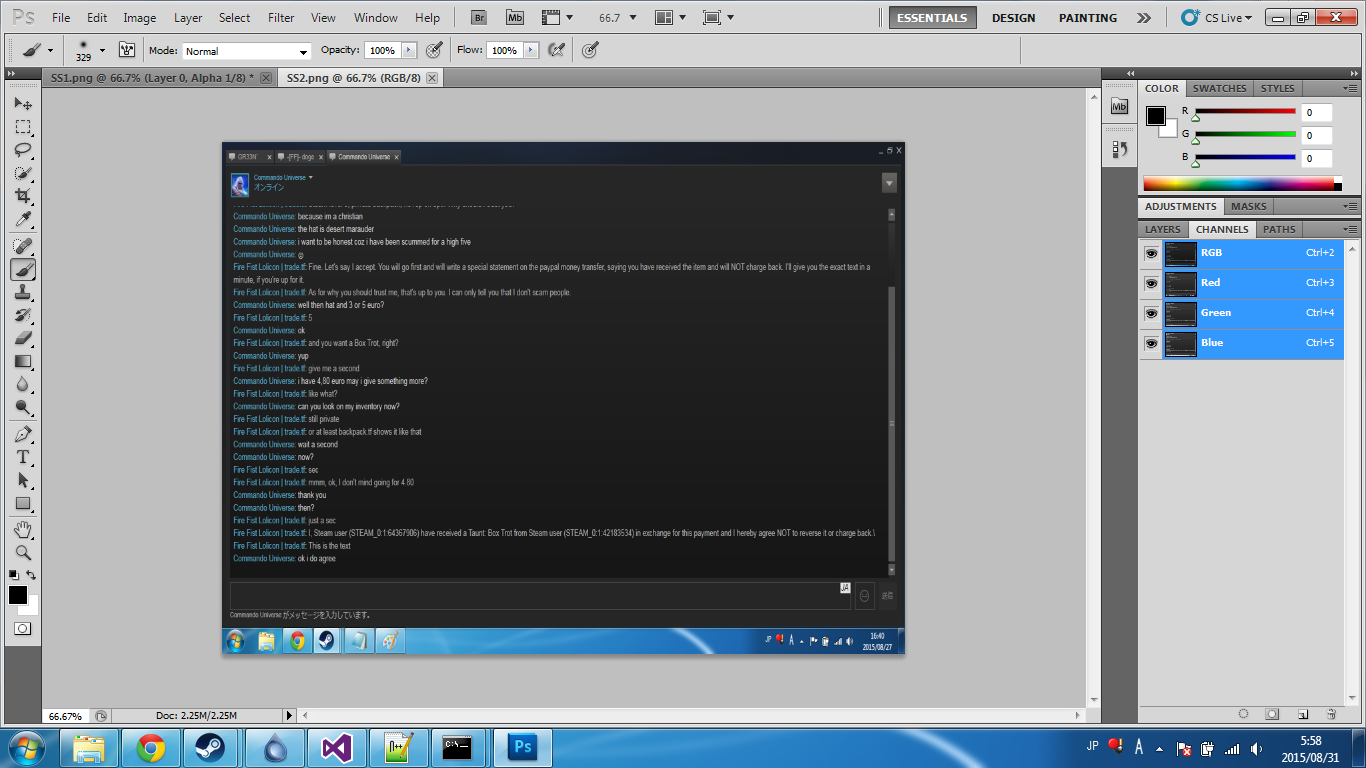 Ps File Edit Image Layer Select Filter View Window Help Br Mb 66.7 ESSENTIALS DESIGN PAINTING CS Live
329 Mode: Normal Opacity: 100% Flow: 100%
SS1.png @ 66.7% (Layer 0, Alpha 1/8) * SS2.png @ 66.7% (RGB/8)
GR33N -[FF]- doge Commando Universe
Commando Universe
オンライン
Commando Universe: because im a christian
Commando Universe: the hat is desert marauder
Commando Universe: i want to be honest coz i have been scummed for a high five
Commando Universe: @
Fire Fist Lolicon | trade.tf: Fine. Let's say I accept. You will go first and will write a special statement on the paypal money transfer, saying you have received the item and will NOT charge back. I'll give you the exact text in a
minute, if you're up for it.
Fire Fist Lolicon | trade.tf: As for why you should trust me, that's up to you. I can only tell you that I don't scam people.
Commando Universe: well then hat and 3 or 5 euro?
Fire Fist Lolicon | trade.tf: 5
Commando Universe: ok
Fire Fist Lolicon | trade.tf: and you want a Box Trot, right?
Commando Universe: yup
Fire Fist Lolicon | trade.tf: give me a second
Commando Universe: i have 4,80 euro may i give something more?
Fire Fist Lolicon | trade.tf: like what?
Commando Universe: can you look on my inventory now?
Fire Fist Lolicon | trade.tf: still private
Fire Fist Lolicon | trade.tf: or at least backpack.tf shows it like that
Commando Universe: wait a second
Commando Universe: now?
Fire Fist Lolicon | trade.tf: sec
Fire Fist Lolicon | trade.tf: mmm, ok, I don't mind going for 4.80
Commando Universe: thank you
Commando Universe: then?
Fire Fist Lolicon | trade.tf: just a sec
Fire Fist Lolicon | trade.tf: I, Steam user (STEAM_0:1:64367906) have received a Taunt: Box Trot from Steam user (STEAM_0:1:42183534) in exchange for this payment and I hereby agree NOT to reverse it or charge back.\
Fire Fist Lolicon | trade.tf: This is the text
Commando Universe: ok i do agree
JA
送信
Commando Universe がメッセージを入力しています。
JP A 16:40
2015/08/27
COLOR SWATCHES STYLES
R 0
G 0
B 0
ADJUSTMENTS MASKS
LAYERS CHANNELS PATHS
RGB Ctrl+2
Red Ctrl+3
Green Ctrl+4
Blue Ctrl+5
Mb
T
66.67% Doc: 2.25M/2.25M
N++ C:\. Ps JP A 5:58
2015/08/31